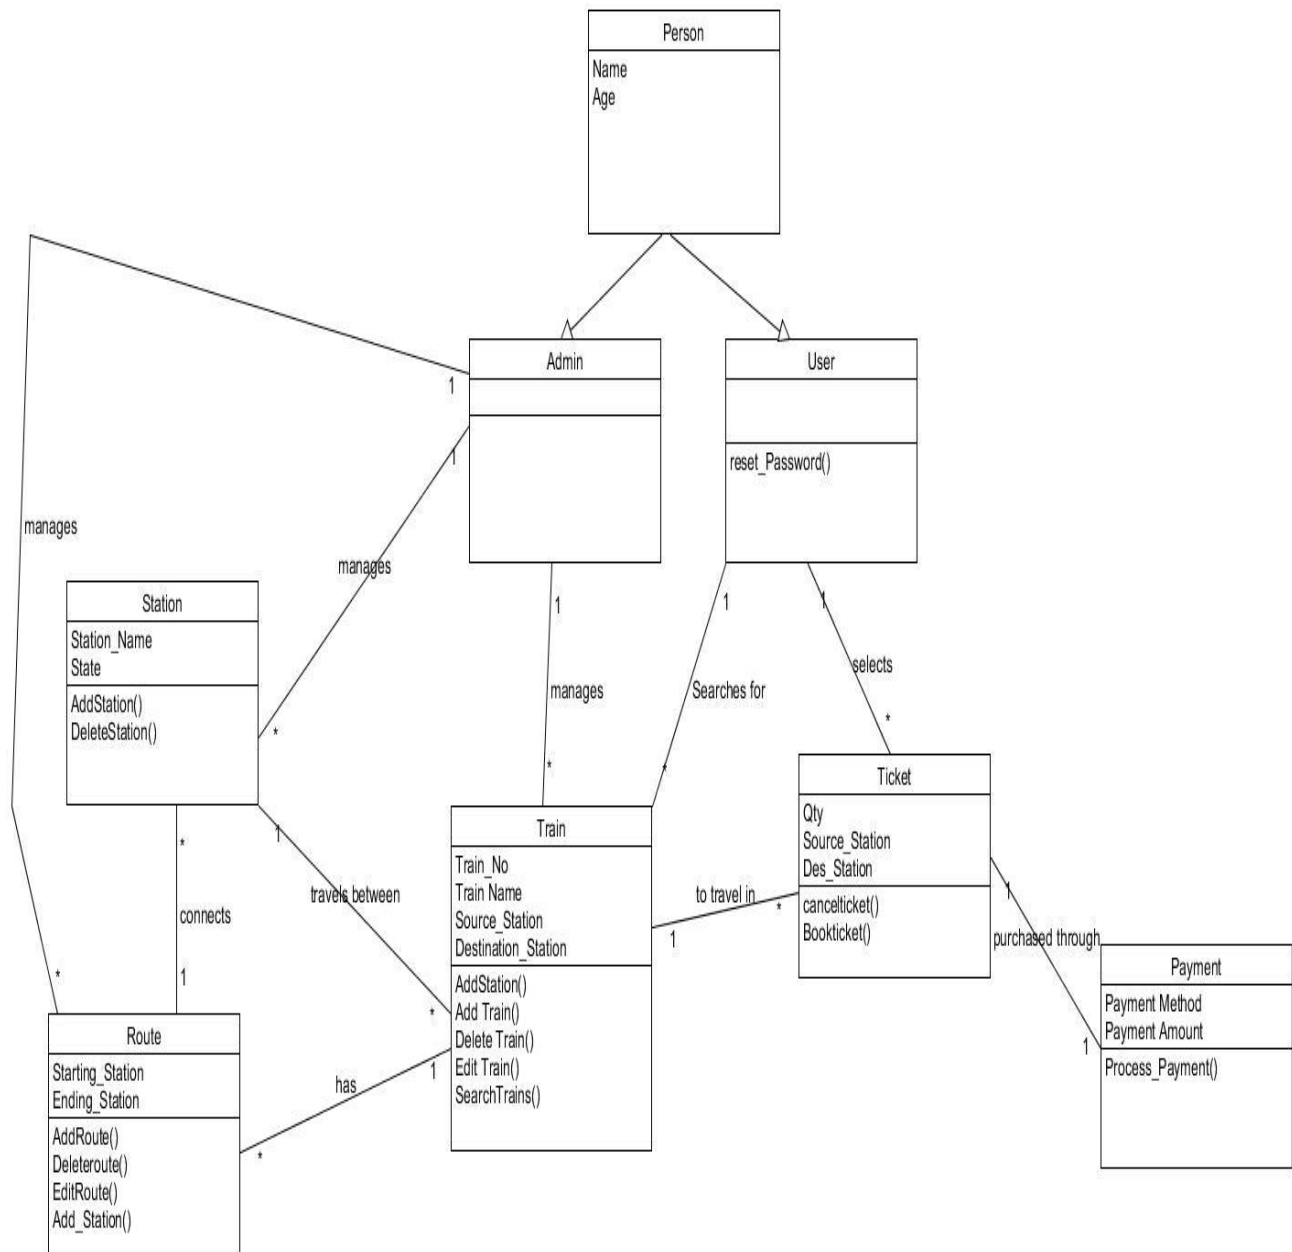 Person
Name
Age
Admin
User
reset_Password()
1
1
1
1
1
manages
manages
manages
Searches for
selects
*
*
*
*
Station
Station_Name
State
AddStation()
DeleteStation()
*
1
connects
travels between
1
*
*
Train
Train_No
Train Name
Source_Station
Destination_Station
AddStation()
Add Train()
Delete Train()
Edit Train()
SearchTrains()
to travel in
1
*
Ticket
Qty
Source_Station
Des_Station
cancelticket()
Bookticket()
1
purchased through
1
Payment
Payment Method
Payment Amount
Process_Payment()
Route
Starting_Station
Ending_Station
AddRoute()
Deleteroute()
EditRoute()
Add_Station()
has
1
*